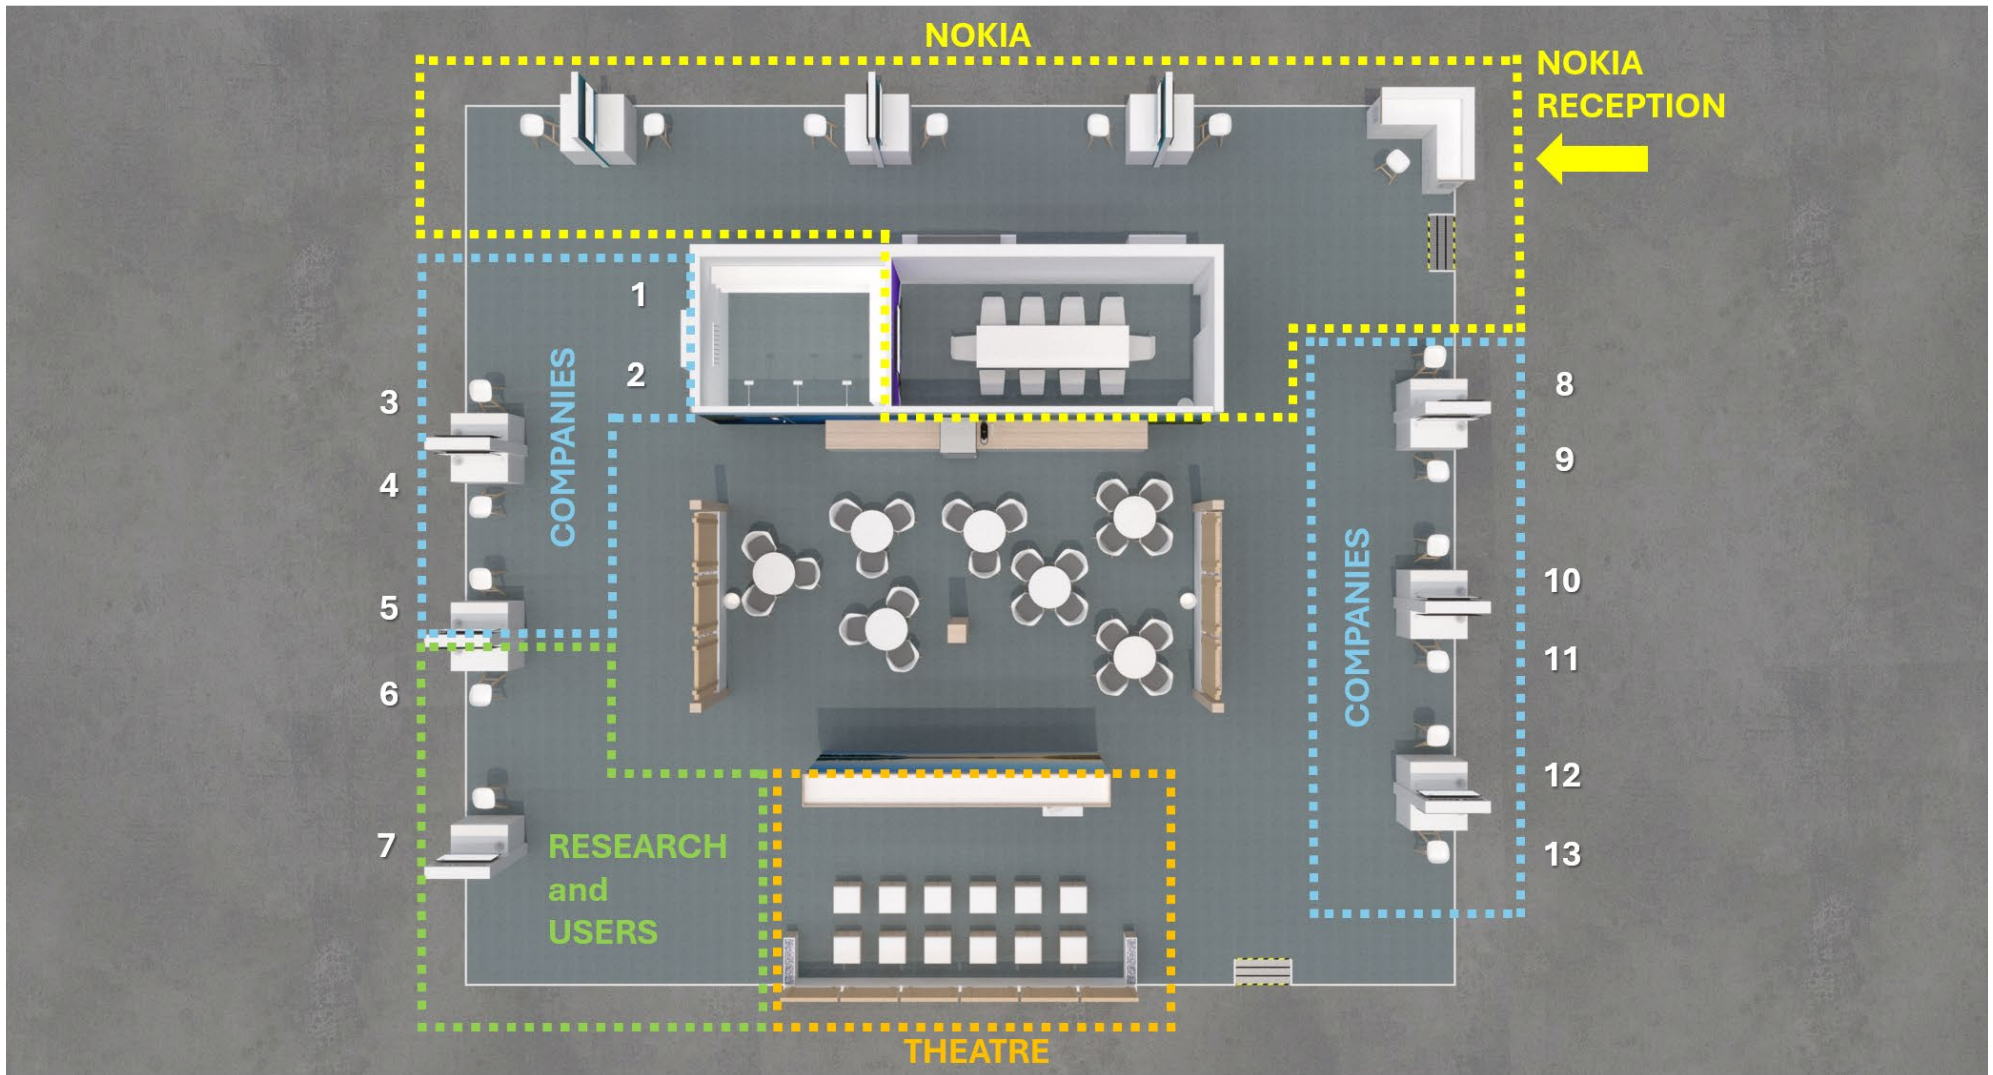 NOKIA
NOKIA
RECEPTION
1
2
3
4
5
6
7
COMPANIES
8
9
10
11
12
13
COMPANIES
RESEARCH
and
USERS
THEATRE